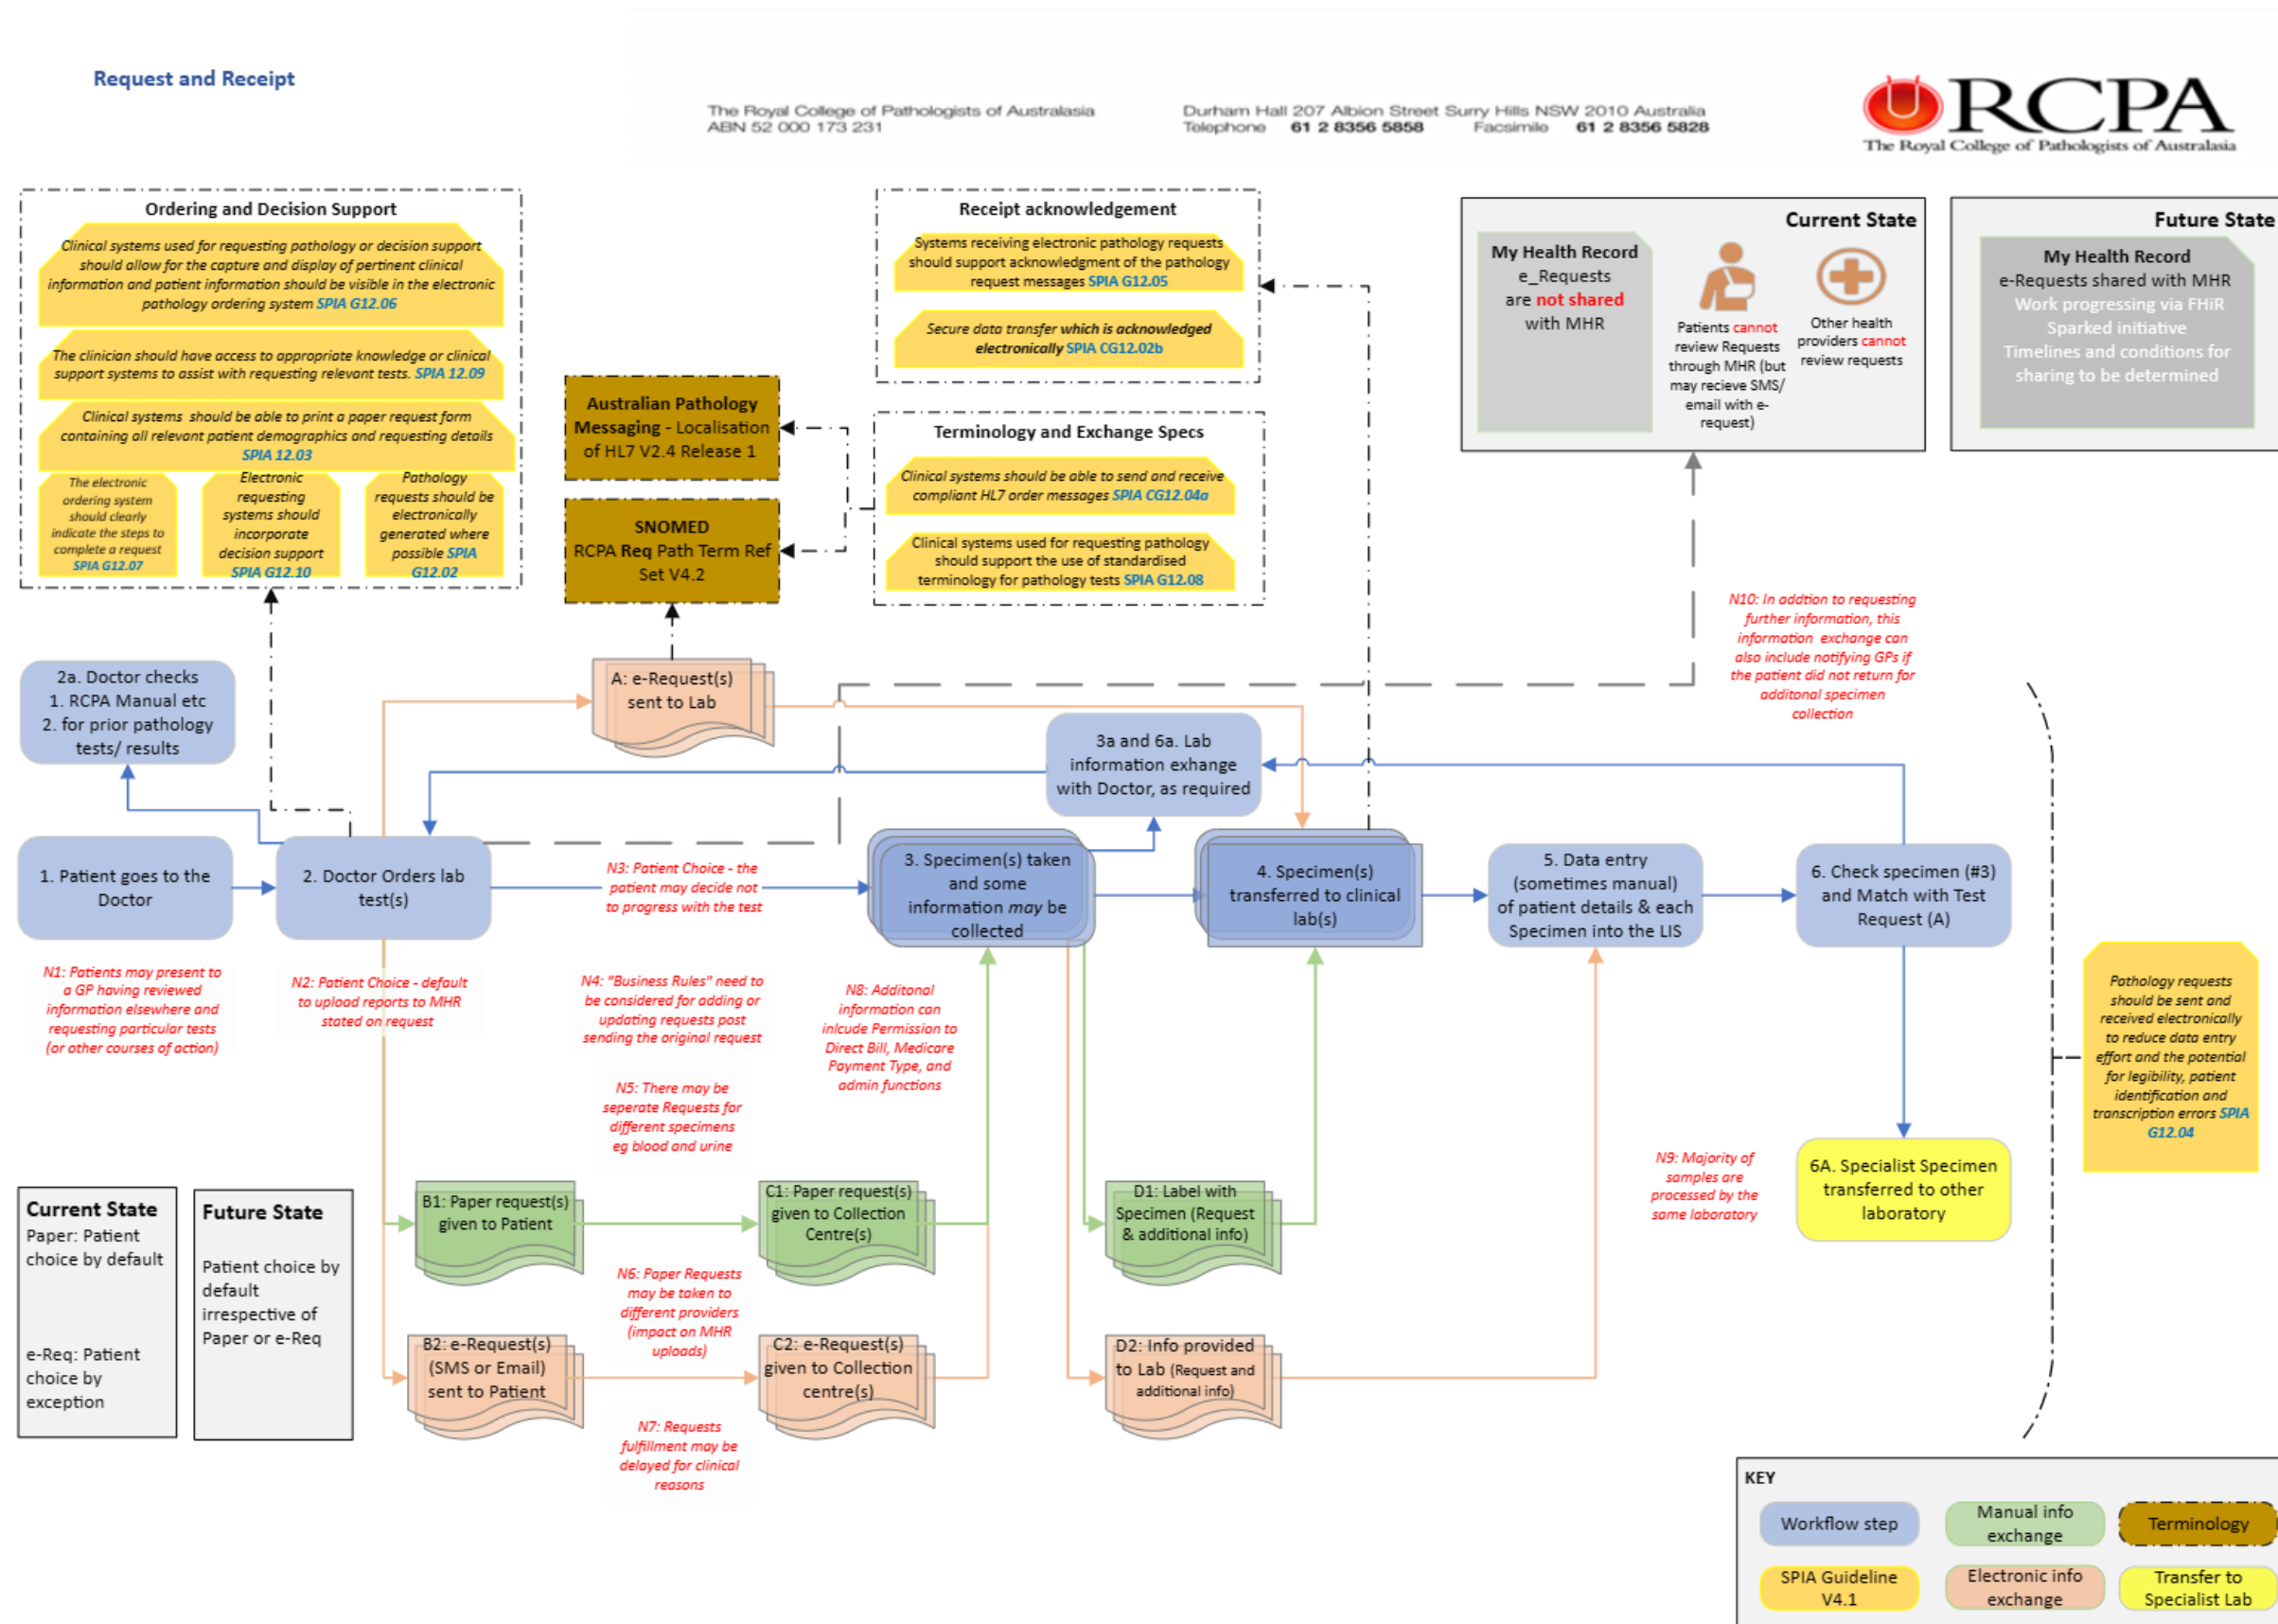 Request and Receipt
The Royal College of Pathologists of Australasia
ABN 52 000 173 231
Durham Hall 207 Albion Street Surry Hills NSW 2010 Australia
Telephone 61 2 8356 5858 Facsimile 61 2 8356 5828
RCPA
The Royal College of Pathologists of Australasia
Ordering and Decision Support
Clinical systems used for requesting pathology or decision support
should allow for the capture and display of pertinent clinical
information and patient information should be visible in the electronic
pathology ordering system SPIA G12.06
The clinician should have access to appropriate knowledge or clinical
support systems to assist with requesting relevant tests. SPIA 12.09
Clinical systems should be able to print a paper request form
containing all relevant patient demographics and requesting details
SPIA 12.03
The electronic
ordering system
should clearly
indicate the steps to
complete a request
SPIA G12.07
Electronic
requesting
systems should
incorporate
decision support
SPIA G12.10
Pathology
requests should be
electronically
generated where
possible SPIA
G12.02
Australian Pathology
Messaging - Localisation
of HL7 V2.4 Release 1
SNOMED
RCPA Req Path Term Ref
Set V4.2
Receipt acknowledgement
Systems receiving electronic pathology requests
should support acknowledgment of the pathology
request messages SPIA G12.05
Secure data transfer which is acknowledged
electronically SPIA CG12.02b
Terminology and Exchange Specs
Clinical systems should be able to send and receive
compliant HL7 order messages SPIA CG12.04a
Clinical systems used for requesting pathology
should support the use of standardised
terminology for pathology tests SPIA G12.08
Current State
My Health Record
e_Requests
are not shared
with MHR
Patients cannot
review Requests
through MHR (but
may recieve SMS/
email with e-
request)
Other health
providers cannot
review requests
Future State
My Health Record
e-Requests shared with MHR
Work progressing via FHiR
Sparked initiative
Timelines and conditions for
sharing to be determined
N10: In addtion to requesting
further information, this
information exchange can
also include notifying GPs if
the patient did not return for
additonal specimen
collection
2a. Doctor checks
1. RCPA Manual etc
2. for prior pathology
tests/ results
A: e-Request(s)
sent to Lab
3a and 6a. Lab
information exhange
with Doctor, as required
1. Patient goes to the
Doctor
2. Doctor Orders lab
test(s)
N3: Patient Choice - the
patient may decide not
to progress with the test
3. Specimen(s) taken
and some
information may be
collected
4. Specimen(s)
transferred to clinical
lab(s)
5. Data entry
(sometimes manual)
of patient details & each
Specimen into the LIS
6. Check specimen (#3)
and Match with Test
Request (A)
N1: Patients may present to
a GP having reviewed
information elsewhere and
requesting particular tests
(or other courses of action)
N2: Patient Choice - default
to upload reports to MHR
stated on request
N4: "Business Rules" need to
be considered for adding or
updating requests post
sending the original request
N5: There may be
seperate Requests for
different specimens
eg blood and urine
N8: Additonal
information can
inlcude Permission to
Direct Bill, Medicare
Payment Type, and
admin functions
Pathology requests
should be sent and
received electronically
to reduce data entry
effort and the potential
for legibility, patient
identification and
transcription errors SPIA
G12.04
N9: Majority of
samples are
processed by the
same laboratory
6A. Specialist Specimen
transferred to other
laboratory
Current State
Paper: Patient
choice by default
e-Req: Patient
choice by
exception
Future State
Patient choice by
default
irrespective of
Paper or e-Req
B1: Paper request(s)
given to Patient
C1: Paper request(s)
given to Collection
Centre(s)
D1: Label with
Specimen (Request
& additional info)
N6: Paper Requests
may be taken to
different providers
(impact on MHR
uploads)
B2: e-Request(s)
(SMS or Email)
sent to Patient
C2: e-Request(s)
given to Collection
centre(s)
D2: Info provided
to Lab (Request and
additional info)
N7: Requests
fulfillment may be
delayed for clinical
reasons
KEY
Workflow step
Manual info
exchange
Terminology
SPIA Guideline
V4.1
Electronic info
exchange
Transfer to
Specialist Lab